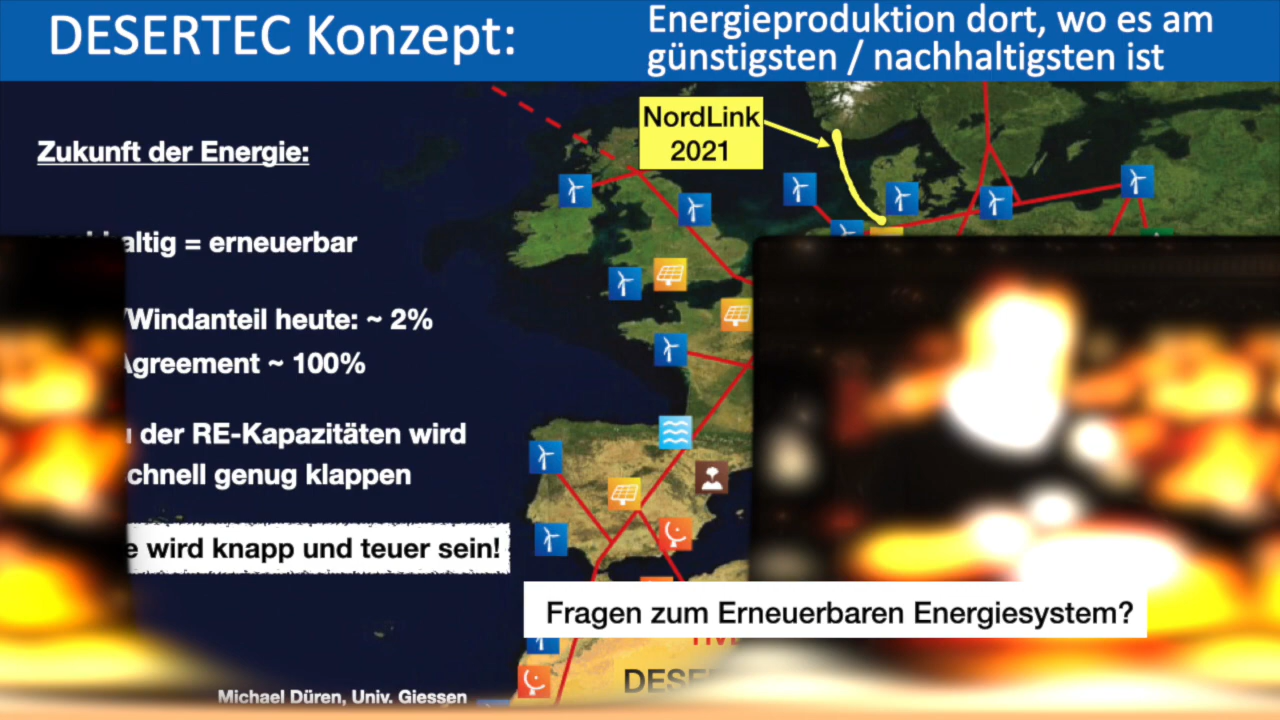 DESERTEC Konzept:
Energieproduktion dort, wo es am
günstigsten / nachhaltigsten ist
NordLink
2021
Zukunft der Energie:
= erneuerbar
/Windanteil heute: ~ 2%
Agreement ~ 100%
der RE-Kapazitäten wird
genug klappen
wird knapp und teuer sein!
Fragen zum Erneuerbaren Energiesystem?
Michael Düren, Univ. Giessen